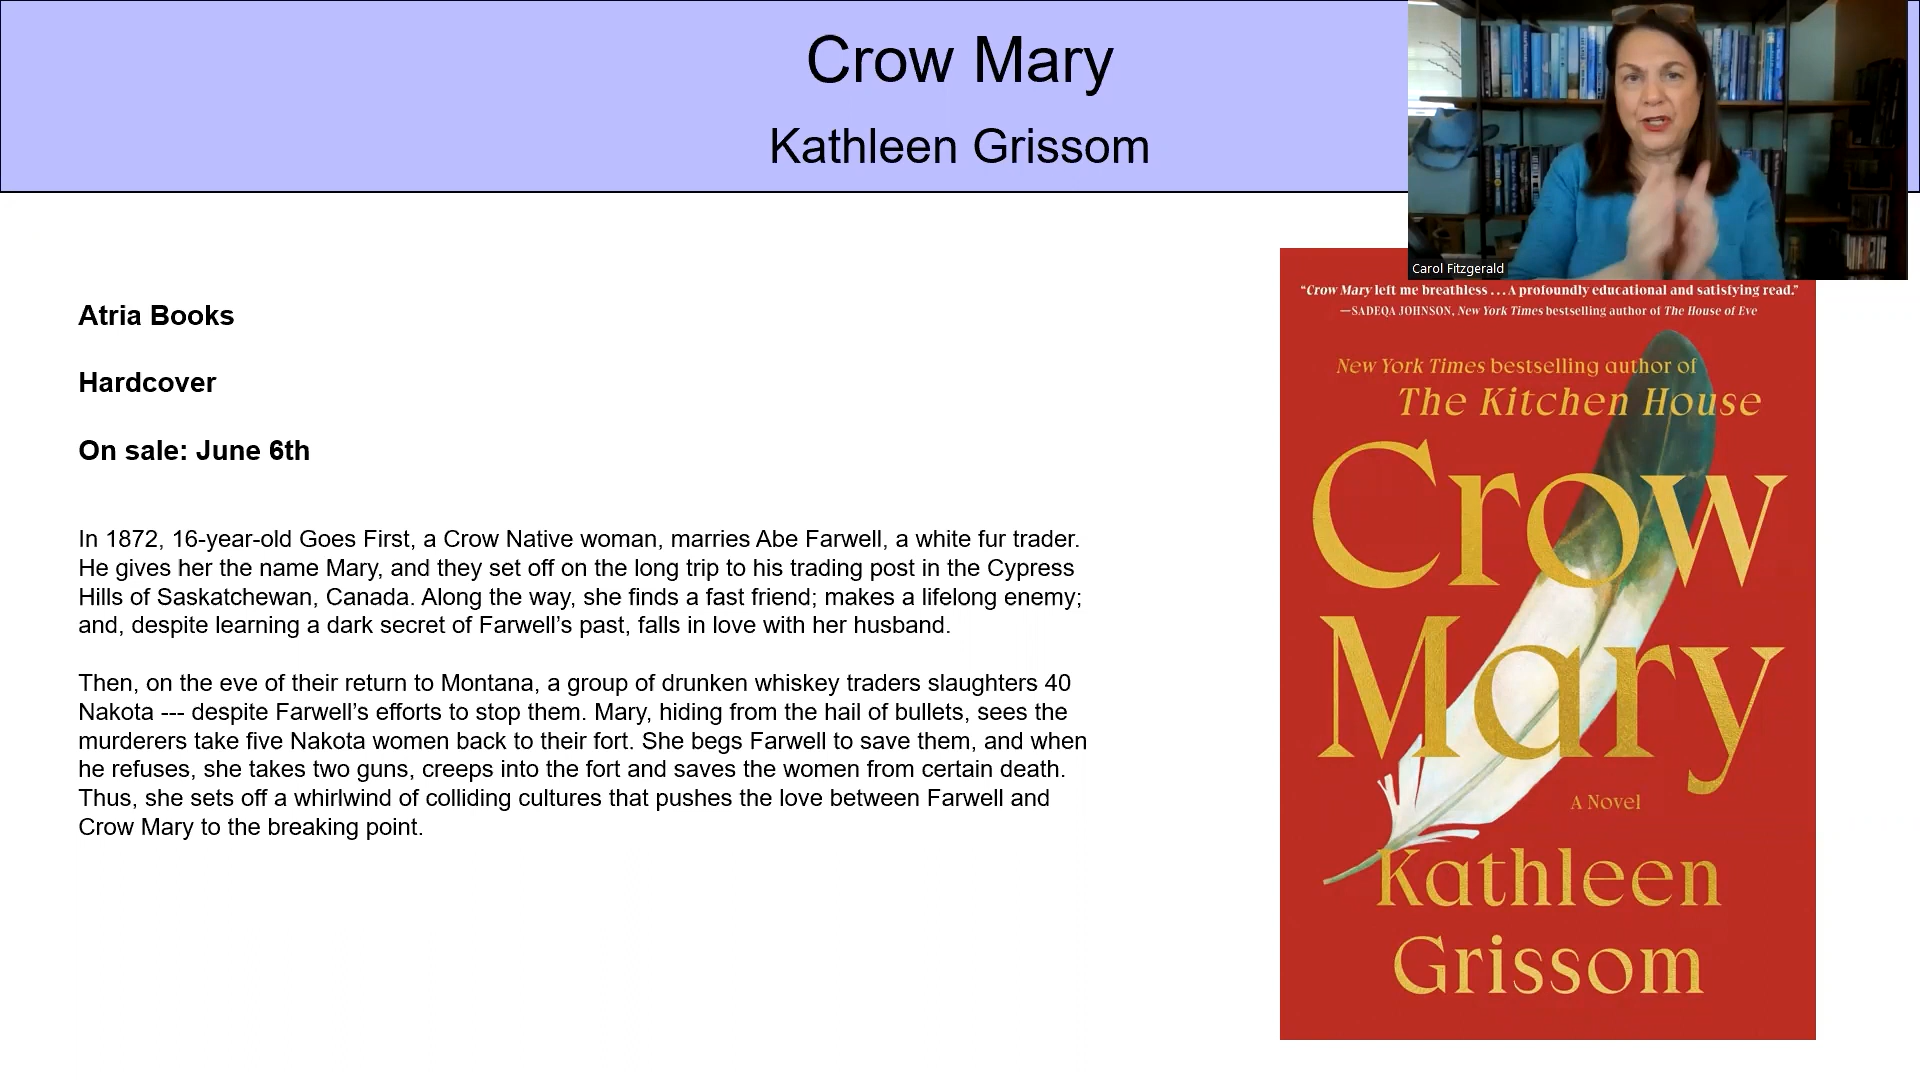 Crow Mary
Kathleen Grissom
Carol Fitzgerald
Atria Books
Hardcover
On sale: June 6th
In 1872, 16-year-old Goes First, a Crow Native woman, marries Abe Farwell, a white fur trader.
He gives her the name Mary, and they set off on the long trip to his trading post in the Cypress
Hills of Saskatchewan, Canada. Along the way, she finds a fast friend; makes a lifelong enemy;
and, despite learning a dark secret of Farwell’s past, falls in love with her husband.
Then, on the eve of their return to Montana, a group of drunken whiskey traders slaughters 40
Nakota --- despite Farwell’s efforts to stop them. Mary, hiding from the hail of bullets, sees the
murderers take five Nakota women back to their fort. She begs Farwell to save them, and when
he refuses, she takes two guns, creeps into the fort and saves the women from certain death.
Thus, she sets off a whirlwind of colliding cultures that pushes the love between Farwell and
Crow Mary to the breaking point.
“Crow Mary left me breathless . . . A profoundly educational and satisfying read.”
—SADEQA JOHNSON, New York Times bestselling author of The House of Eve
New York Times bestselling author of
The Kitchen House
Crow
Mary
A Novel
Kathleen
Grissom